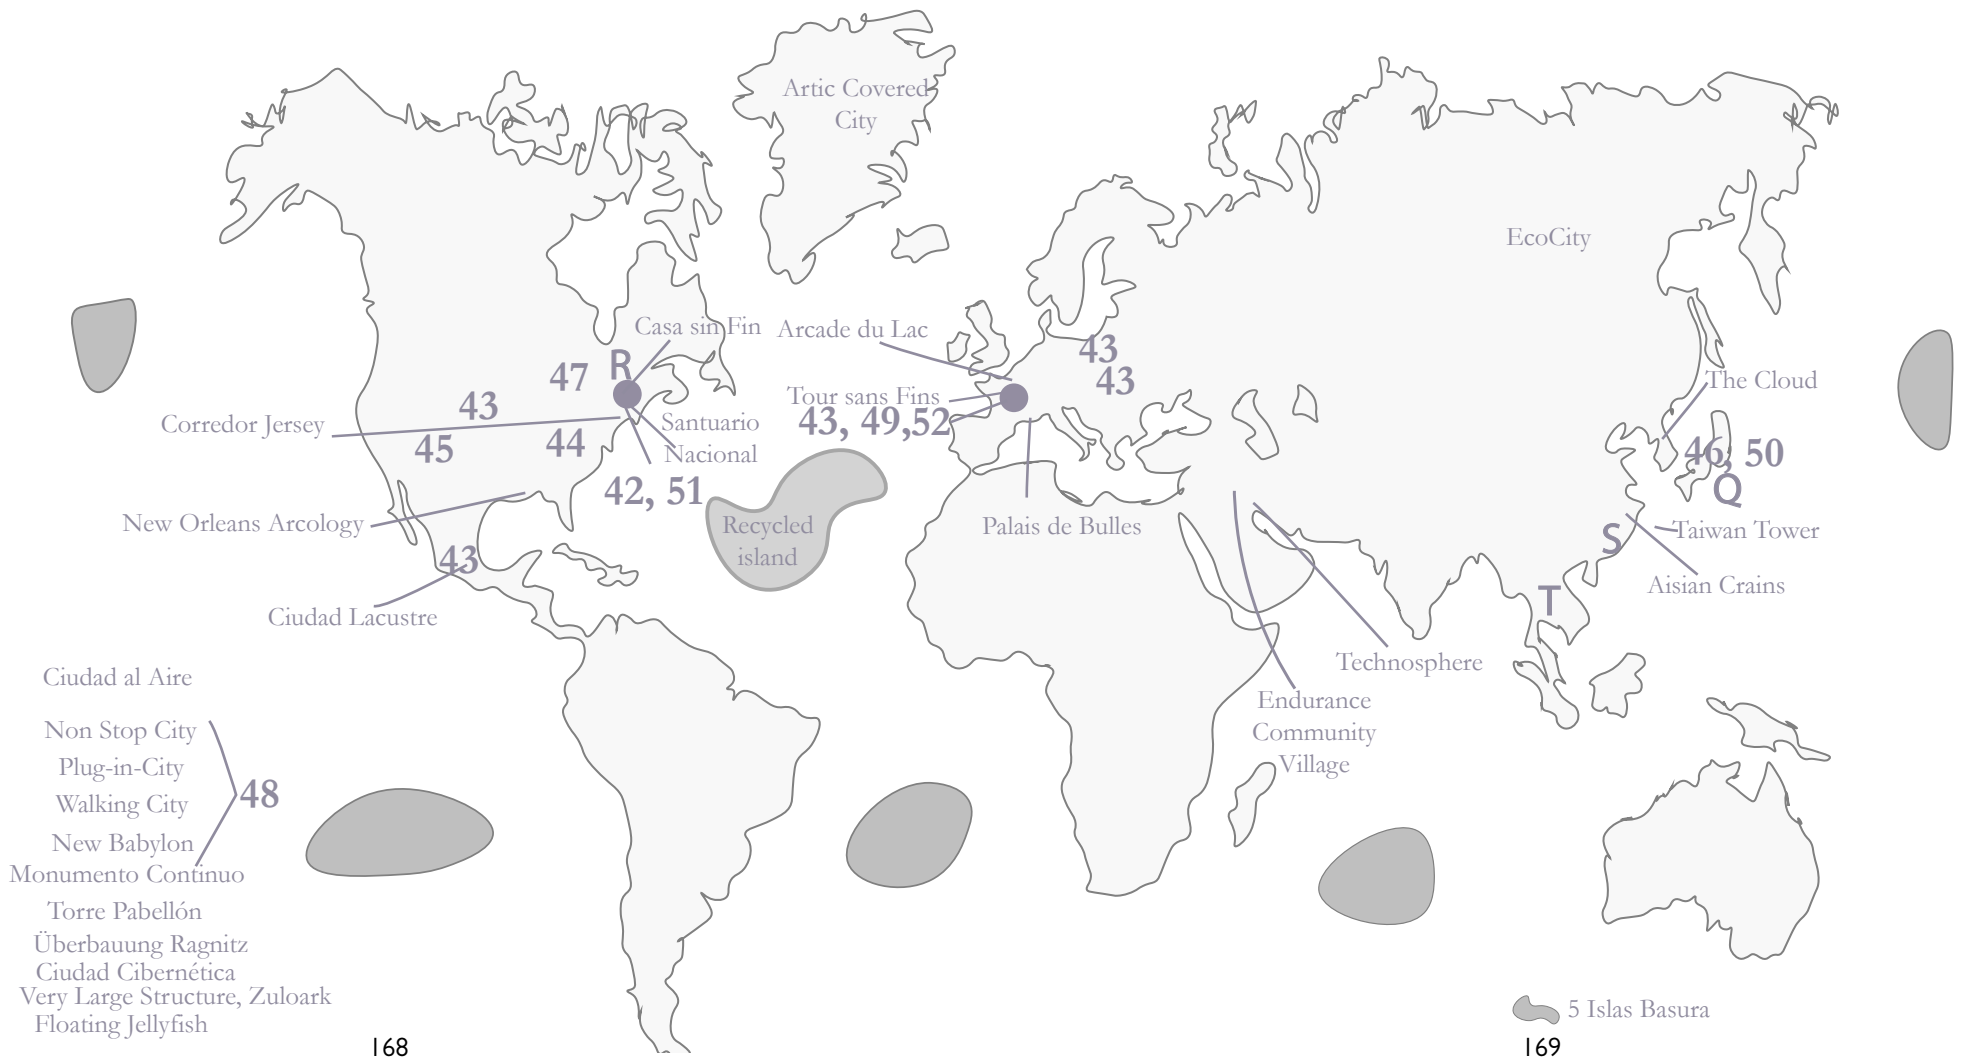 Artic Covered
City
EcoCity
Casa sin Fin
Arcade du Lac
R
47
43
43
43
The Cloud
Tour sans Fins
43, 49,52
Corredor Jersey
45
44
Santuario
Nacional
46, 50
Q
42, 51
New Orleans Arcology
Recycled
island
Palais de Bulles
S
Taiwan Tower
43
Aisian Crains
T
Ciudad Lacustre
Technosphere
Endurance
Community
Village
Ciudad al Aire
Non Stop City
Plug-in-City
Walking City
48
New Babylon
Monumento Continuo
Torre Pabellón
Überbauung Ragnitz
Ciudad Cibernética
Very Large Structure, Zuloark
Floating Jellyfish
5 Islas Basura
168
169